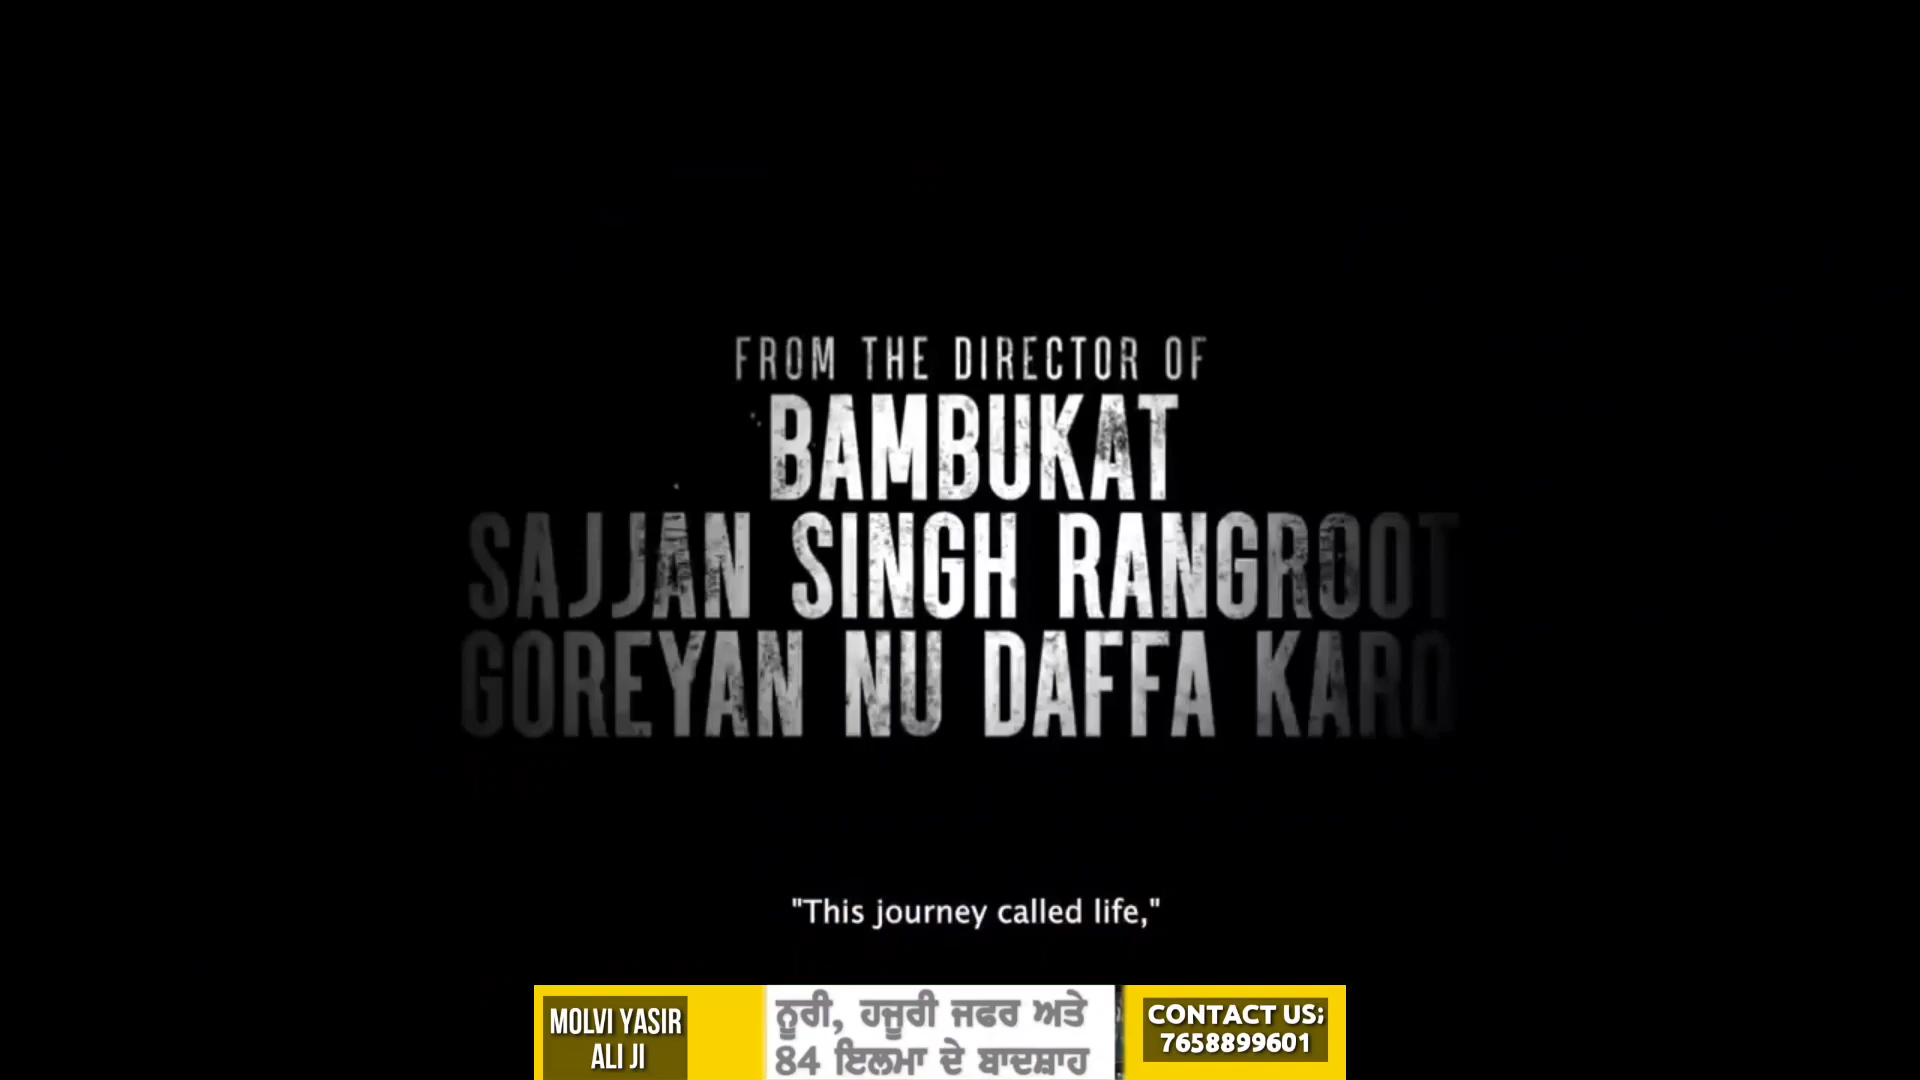 FROM THE DIRECTOR OF
BAMBUKAT
SAJJAN SINGH RANGROOT
GOREYAN NU DAFFA KARO
"This journey called life,"
MOLVI YASIR
ALI JI
ਨੂਰੀ, ਹਜੂਰੀ ਜਫਰ ਅਤੇ
84 ਇਲਮਾ ਦੇ ਬਾਦਸ਼ਾਹ
CONTACT US;
7658899601